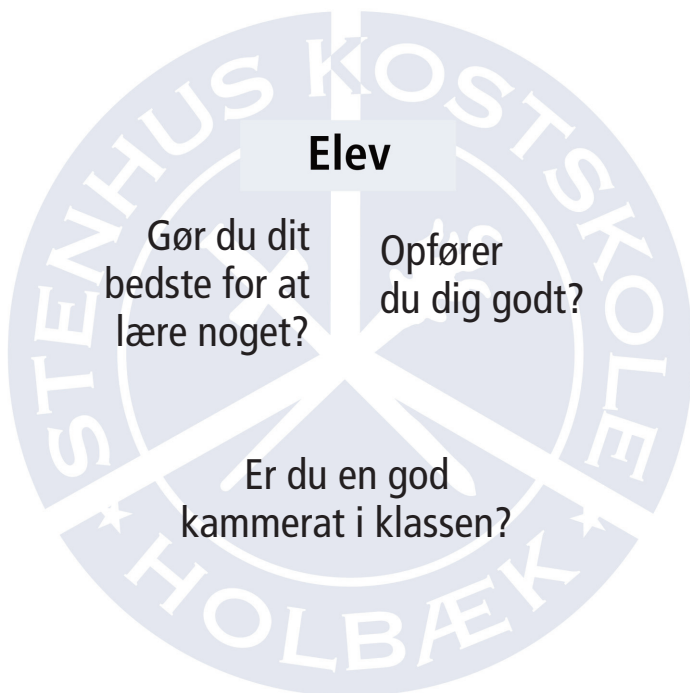 STENHUS KOSTSKOLE
Elev
Gør du dit
bedste for at
lære noget?
Opfører
du dig godt?
Er du en god
kammerat i klassen?
HOLBÆK